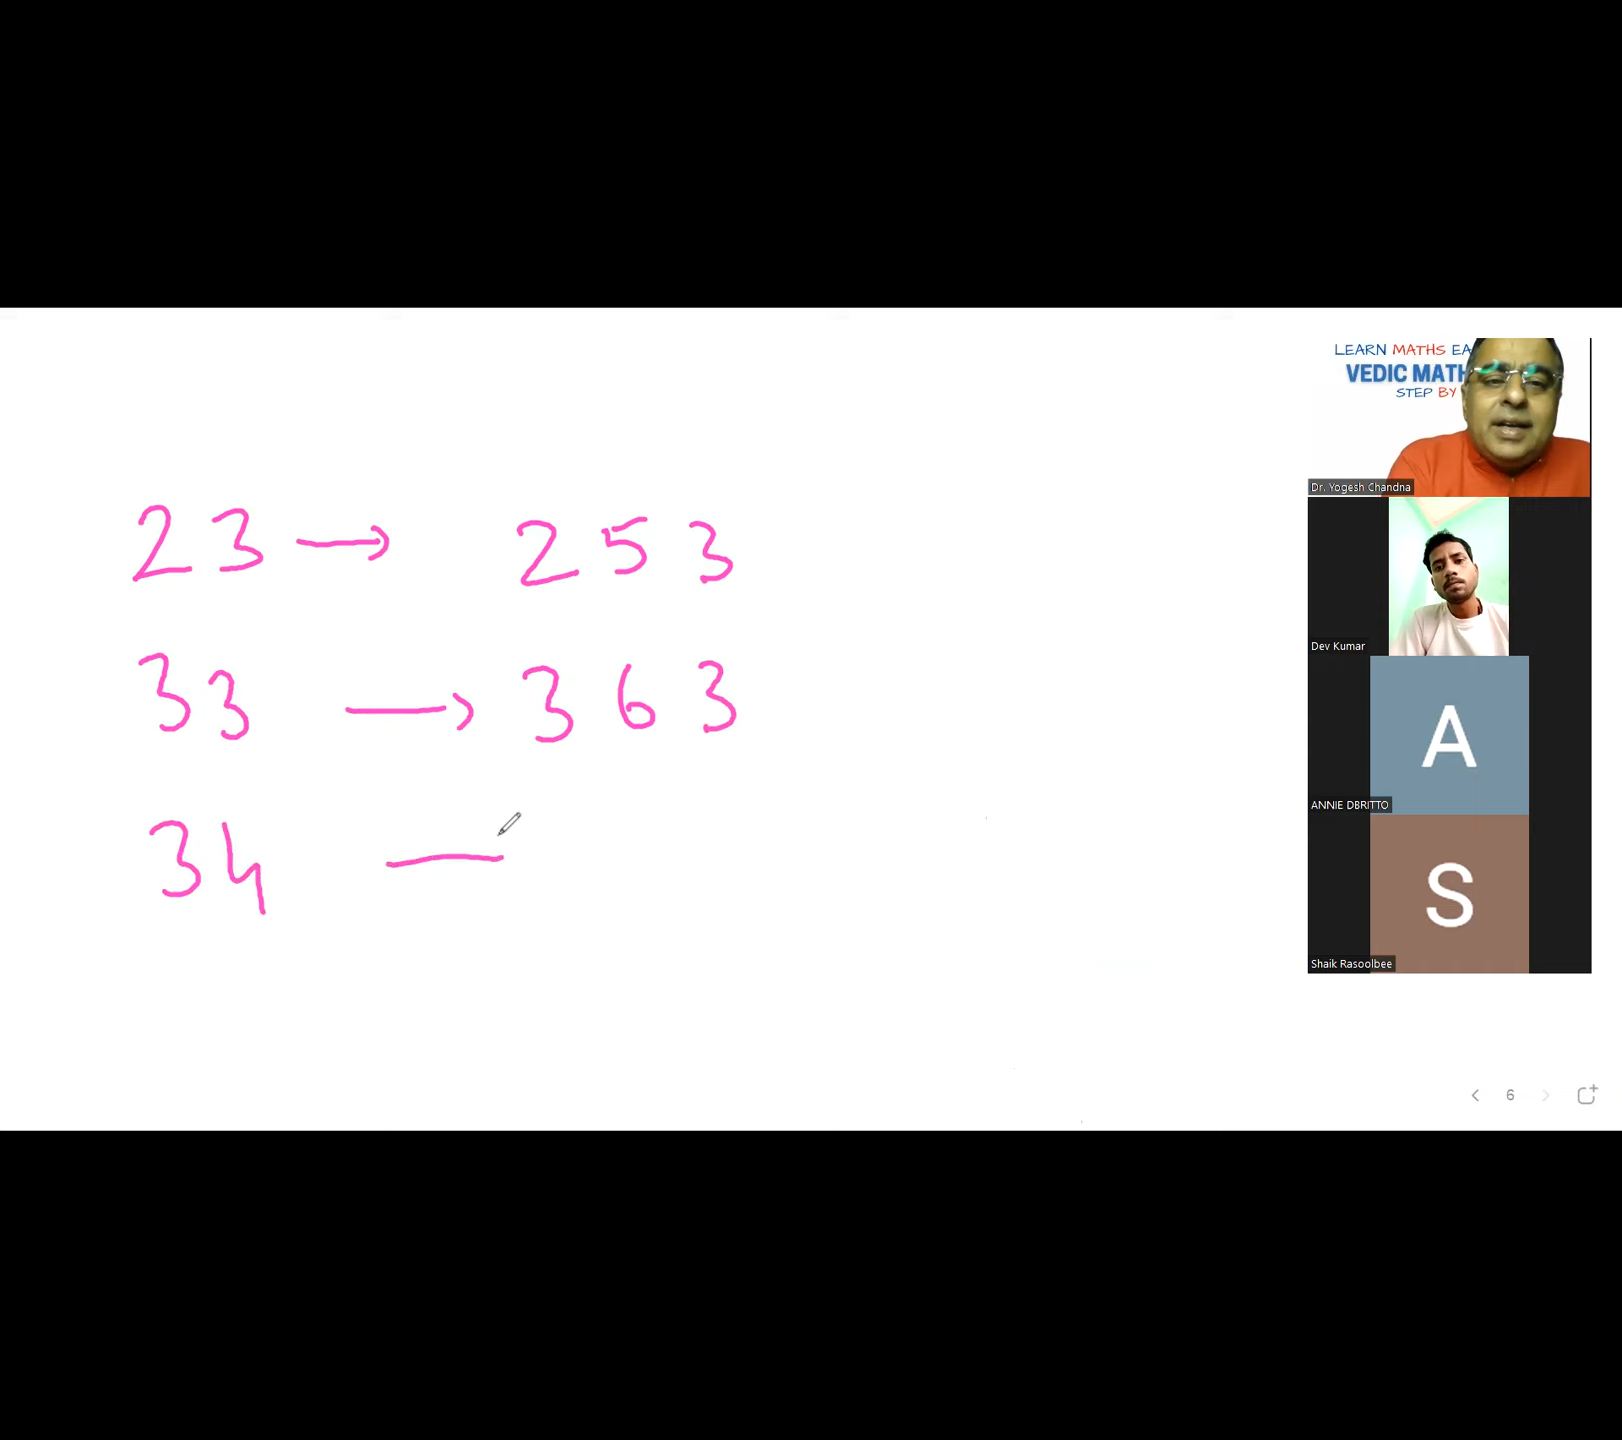 LEARN MATHS EA
VEDIC MATH
STEP BY
Dr. Yogesh Chandna
23 → 253
Dev Kumar
33 → 363
A
ANNIE DBRITTO
34 —
S
Shaik Rasoolbee
< 6 >